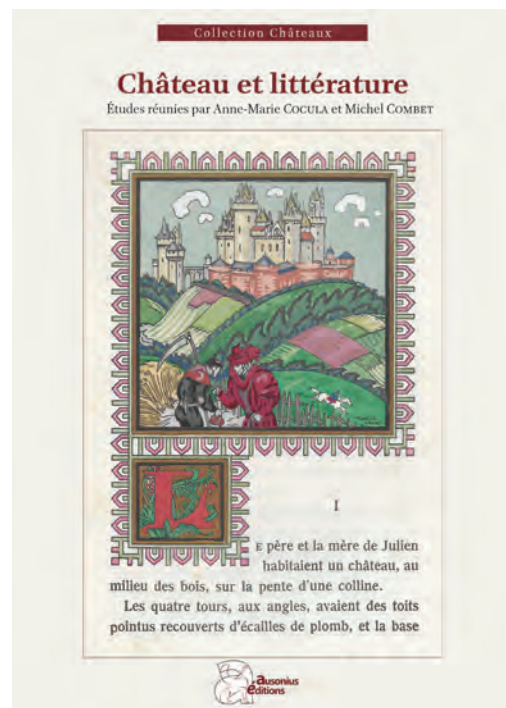 Collection Châteaux
Château et littérature
Études réunies par Anne-Marie Cocula et Michel Combet
I
LE père et la mère de Julien
habitaient un château, au
milieu des bois, sur la pente d'une colline.
Les quatre tours, aux angles, avaient des toits
pointus recouverts d'écailles de plomb, et la base
ausonius
éditions